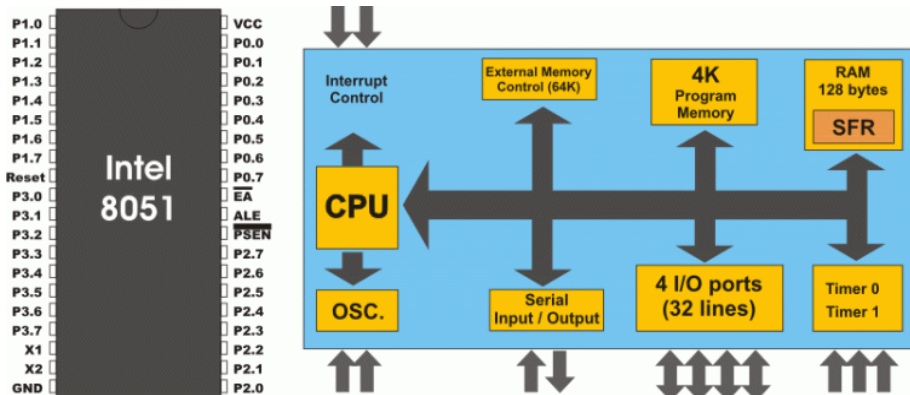 P1.0
P1.1
P1.2
P1.3
P1.4
P1.5
P1.6
P1.7
Reset
P3.0
P3.1
P3.2
P3.3
P3.4
P3.5
P3.6
P3.7
X1
X2
GND
Intel
8051
VCC
P0.0
P0.1
P0.2
P0.3
P0.4
P0.5
P0.6
P0.7
EA
ALE
PSEN
P2.7
P2.6
P2.5
P2.4
P2.3
P2.2
P2.1
P2.0
Interrupt
Control
External Memory
Control (64K)
4K
Program
Memory
RAM
128 bytes
SFR
CPU
OSC.
Serial
Input / Output
4 I/O ports
(32 lines)
Timer 0
Timer 1